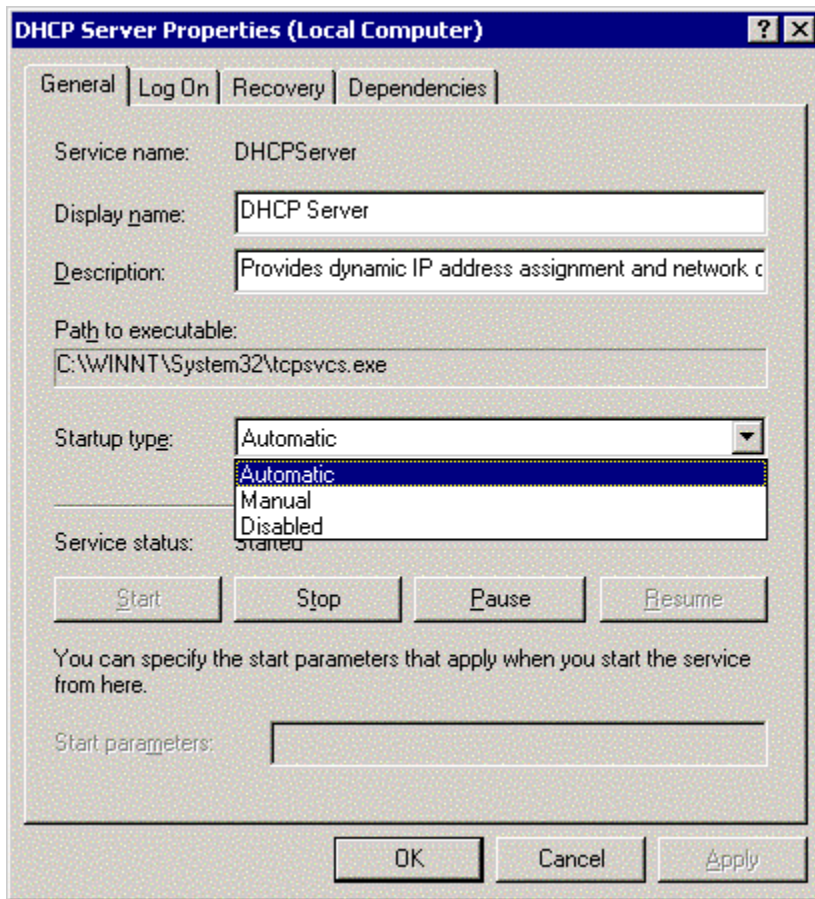 DHCP Server Properties (Local Computer)
General Log On Recovery Dependencies
Service name: DHCPServer
Display name: DHCP Server
Description: Provides dynamic IP address assignment and network c
Path to executable:
C:\WINNT\System32\tcpsvcs.exe
Startup type: Automatic
Automatic
Manual
Disabled
Service status: Started
Start Stop Pause Resume
You can specify the start parameters that apply when you start the service
from here.
Start parameters:
OK Cancel Apply